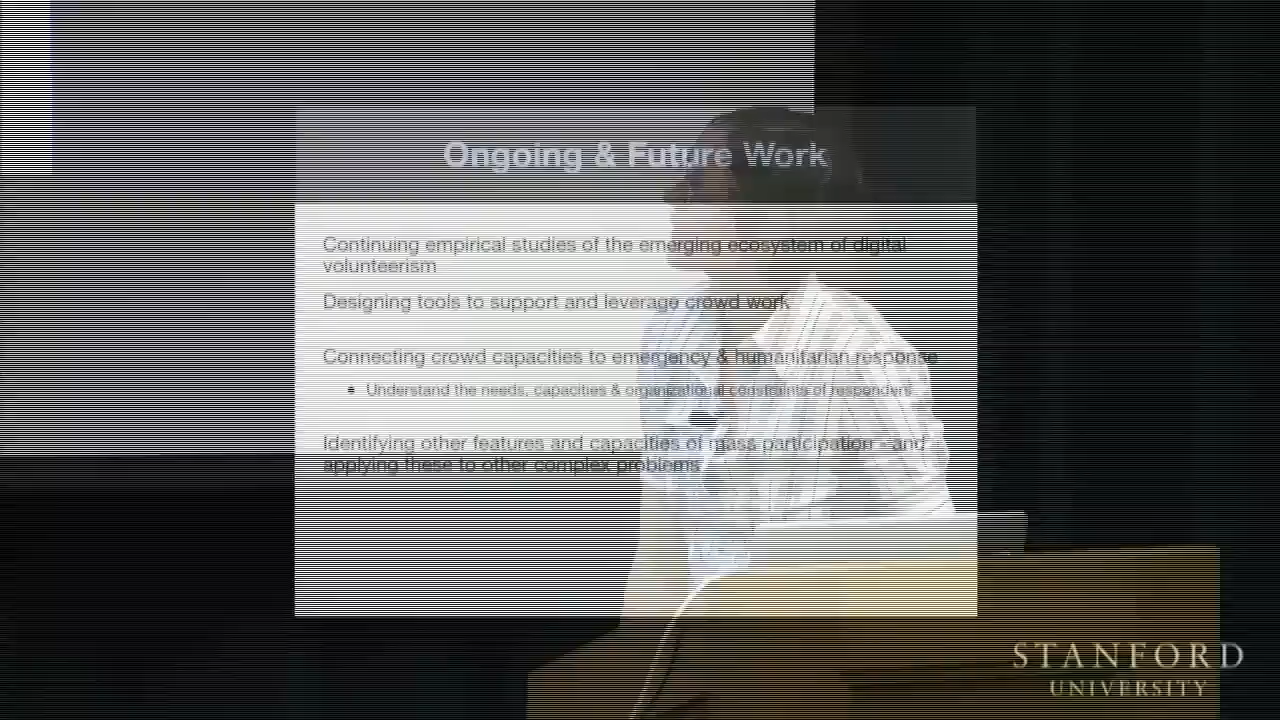 Ongoing & Future Work
Continuing empirical studies of the emerging ecosystem of digital
volunteerism
Designing tools to support and leverage crowd work
Connecting crowd capacities to emergency & humanitarian response
• Understand the needs, capacities & organizational constraints of responders
Identifying other features and capacities of mass participation - and
applying these to other complex problems
STANFORD
UNIVERSITY